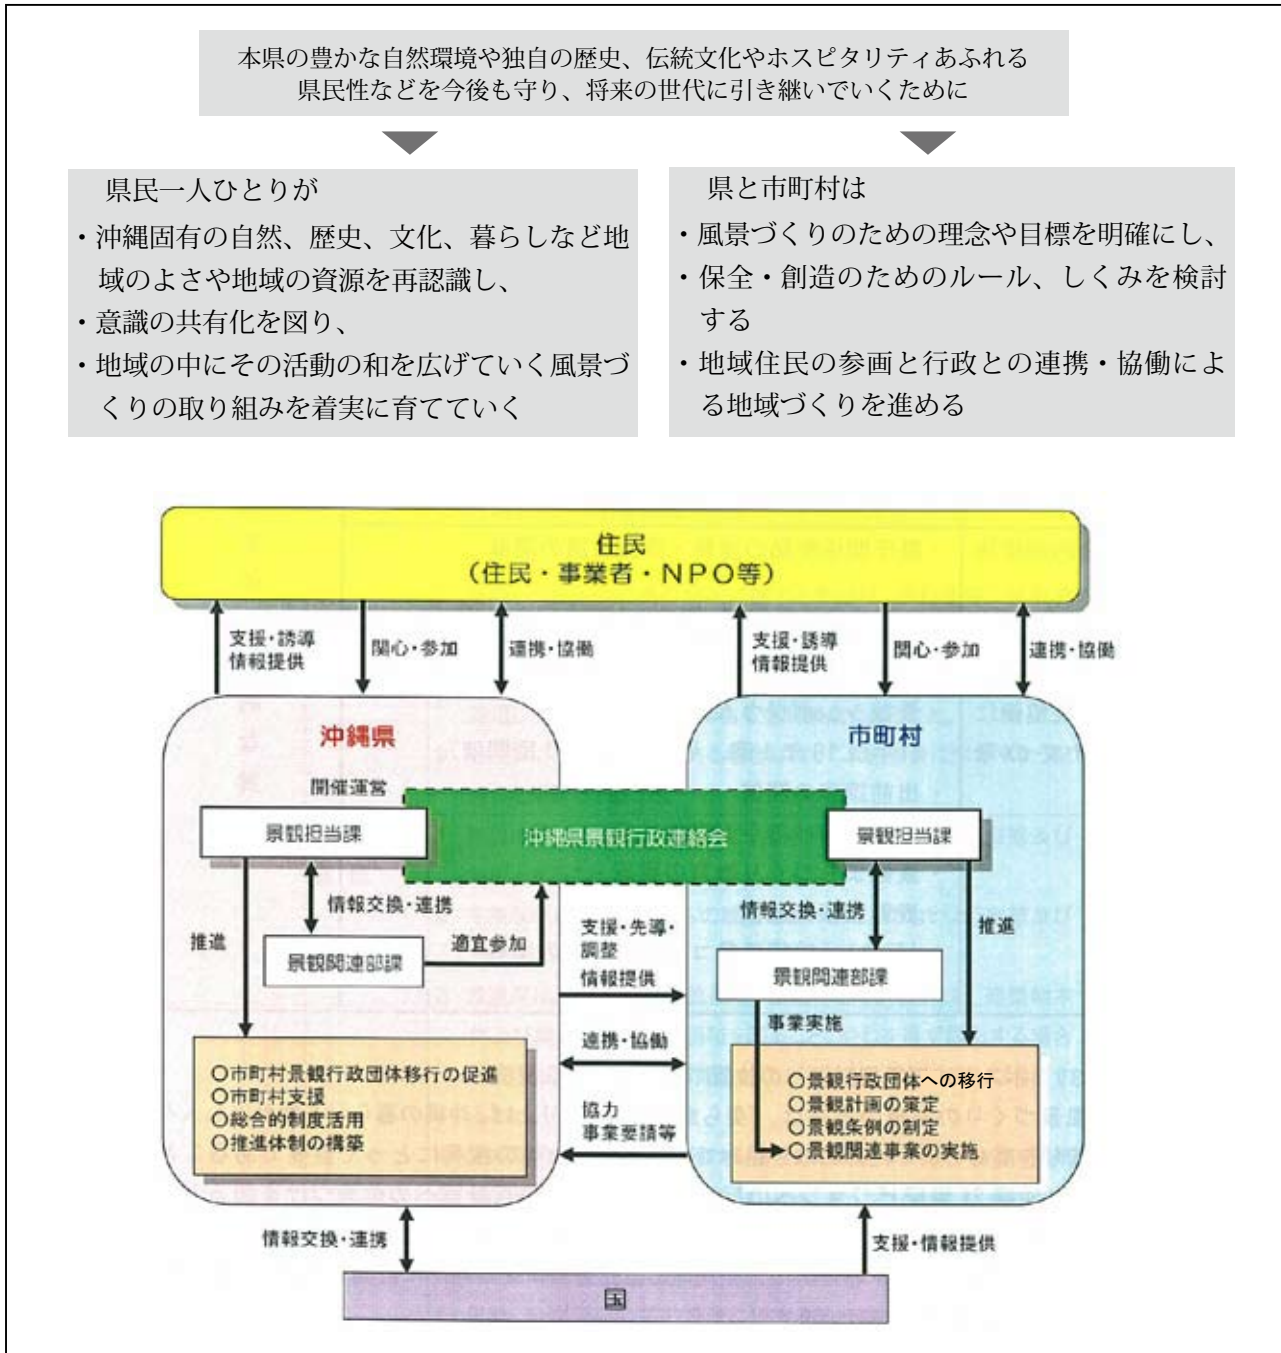 本県の豊かな自然環境や独自の歴史、伝統文化やホスピタリティあふれる
県民性などを今後も守り、将来の世代に引き継いでいくために
県民一人ひとりが
・沖縄固有の自然、歴史、文化、暮らしなど地
域のよさや地域の資源を再認識し、
・意識の共有化を図り、
・地域の中にその活動の和を広げていく風景づ
くりの取り組みを着実に育てていく
県と市町村は
・風景づくりのための理念や目標を明確にし、
・保全・創造のためのルール、しくみを検討
する
・地域住民の参画と行政との連携・協働によ
る地域づくりを進める
住民
（住民・事業者・NPO等）
支援・誘導
情報提供
関心・参加
連携・協働
支援・誘導
情報提供
関心・参加
連携・協働
沖縄県
開催運営
景観担当課
情報交換・連携
推進
景観関連部課
適宜参加
○市町村景観行政団体移行の促進
○市町村支援
○総合的制度活用
○推進体制の構築
沖縄県景観行政連絡会
支援・先導・
調整
情報提供
連携・協働
協力
事業要請等
市町村
景観担当課
情報交換・連携
推進
景観関連部課
事業実施
○景観行政団体への移行
○景観計画の策定
○景観条例の制定
○景観関連事業の実施
情報交換・連携
支援・情報提供
国